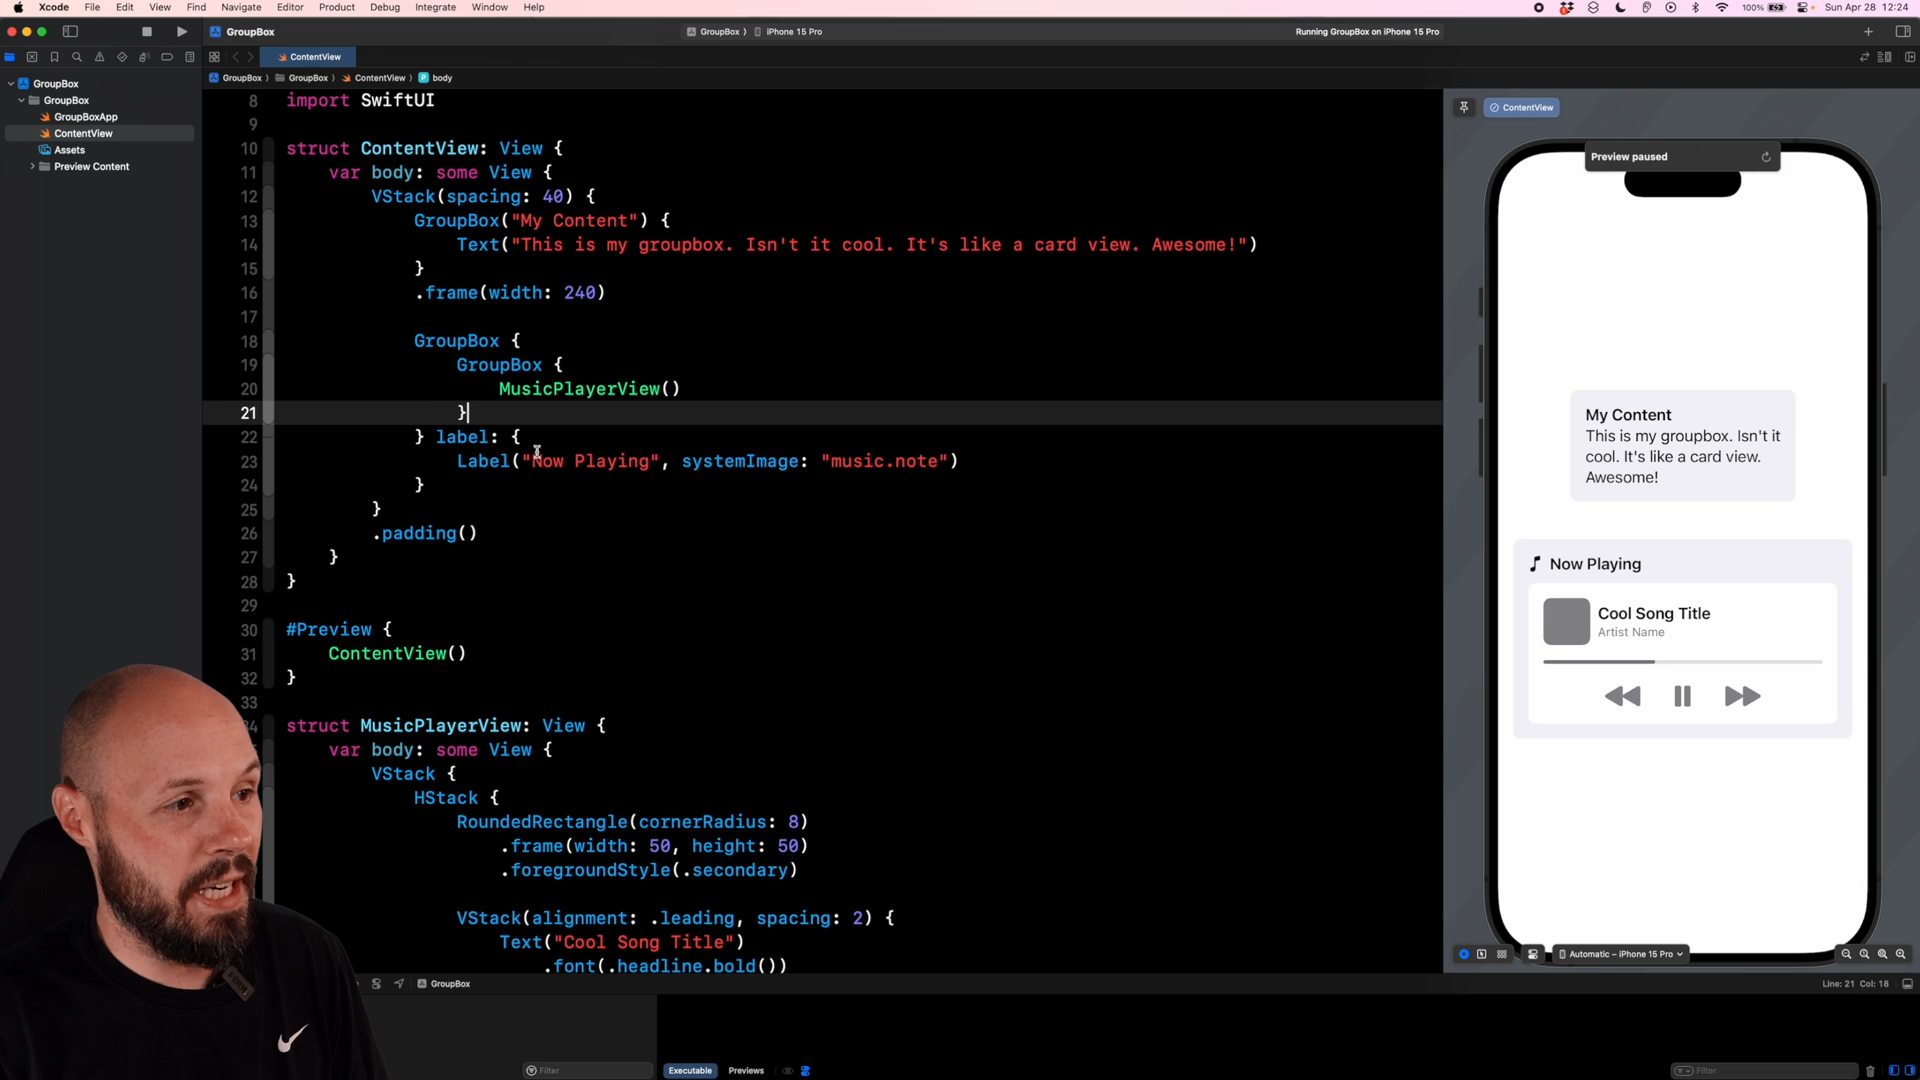 Xcode File Edit View Find Navigate Editor Product Debug Integrate Window Help 100% Sun Apr 28 12:24
GroupBox GroupBox iPhone 15 Pro Running GroupBox on iPhone 15 Pro
ContentView
GroupBox GroupBox ContentView body
GroupBox
GroupBox
GroupBoxApp
ContentView
Assets
Preview Content
8 import SwiftUI
9
10 struct ContentView: View {
11 var body: some View {
12 VStack(spacing: 40) {
13 GroupBox("My Content") {
14 Text("This is my groupbox. Isn't it cool. It's like a card view. Awesome!")
15 }
16 .frame(width: 240)
17
18 GroupBox {
19 GroupBox {
20 MusicPlayerView()
21 }
22 } label: {
23 Label("Now Playing", systemImage: "music.note")
24 }
25 }
26 .padding()
27 }
28 }
29
30 #Preview {
31 ContentView()
32 }
33
34 struct MusicPlayerView: View {
var body: some View {
VStack {
HStack {
RoundedRectangle(cornerRadius: 8)
.frame(width: 50, height: 50)
.foregroundStyle(.secondary)
VStack(alignment: .leading, spacing: 2) {
Text("Cool Song Title")
.font(.headline.bold())
ContentView
Preview paused
My Content
This is my groupbox. Isn't it
cool. It's like a card view.
Awesome!
Now Playing
Cool Song Title
Artist Name
Automatic – iPhone 15 Pro
GroupBox Line: 21 Col: 18
Filter Executable Previews Filter